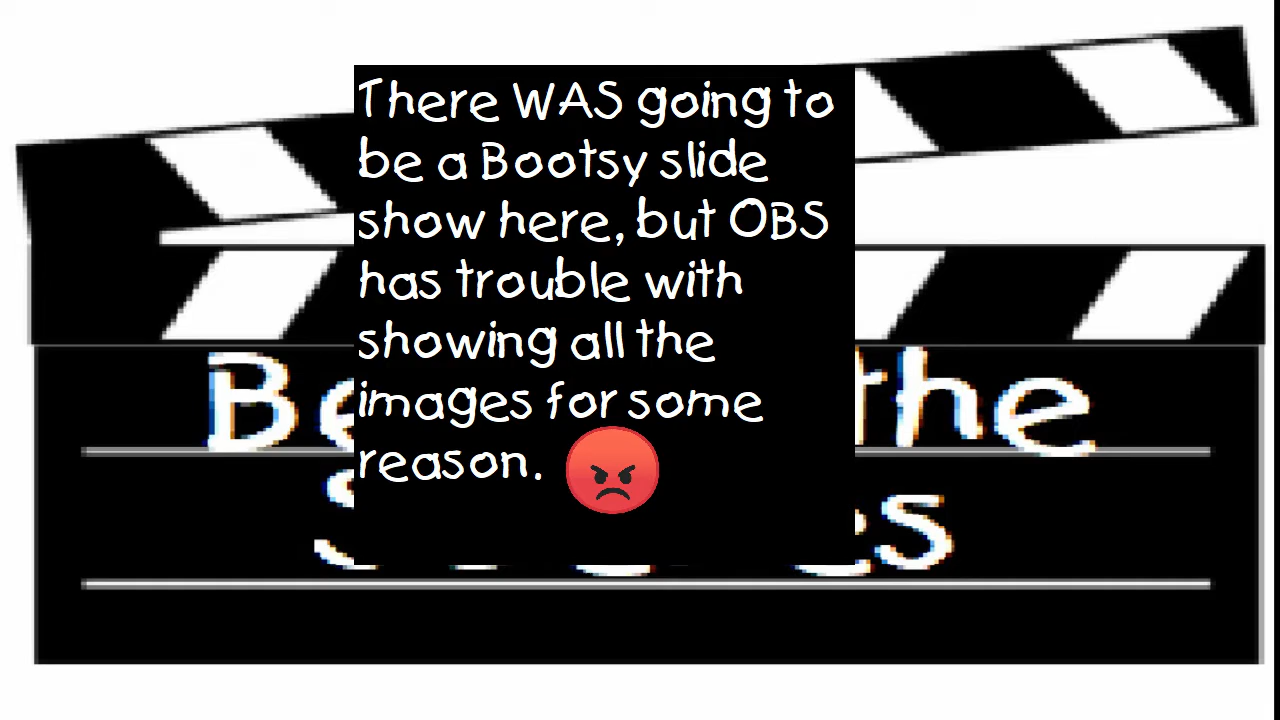 There WAS going to
be a Bootsy slide
show here, but OBS
has trouble with
showing all the
images for some
reason.
the